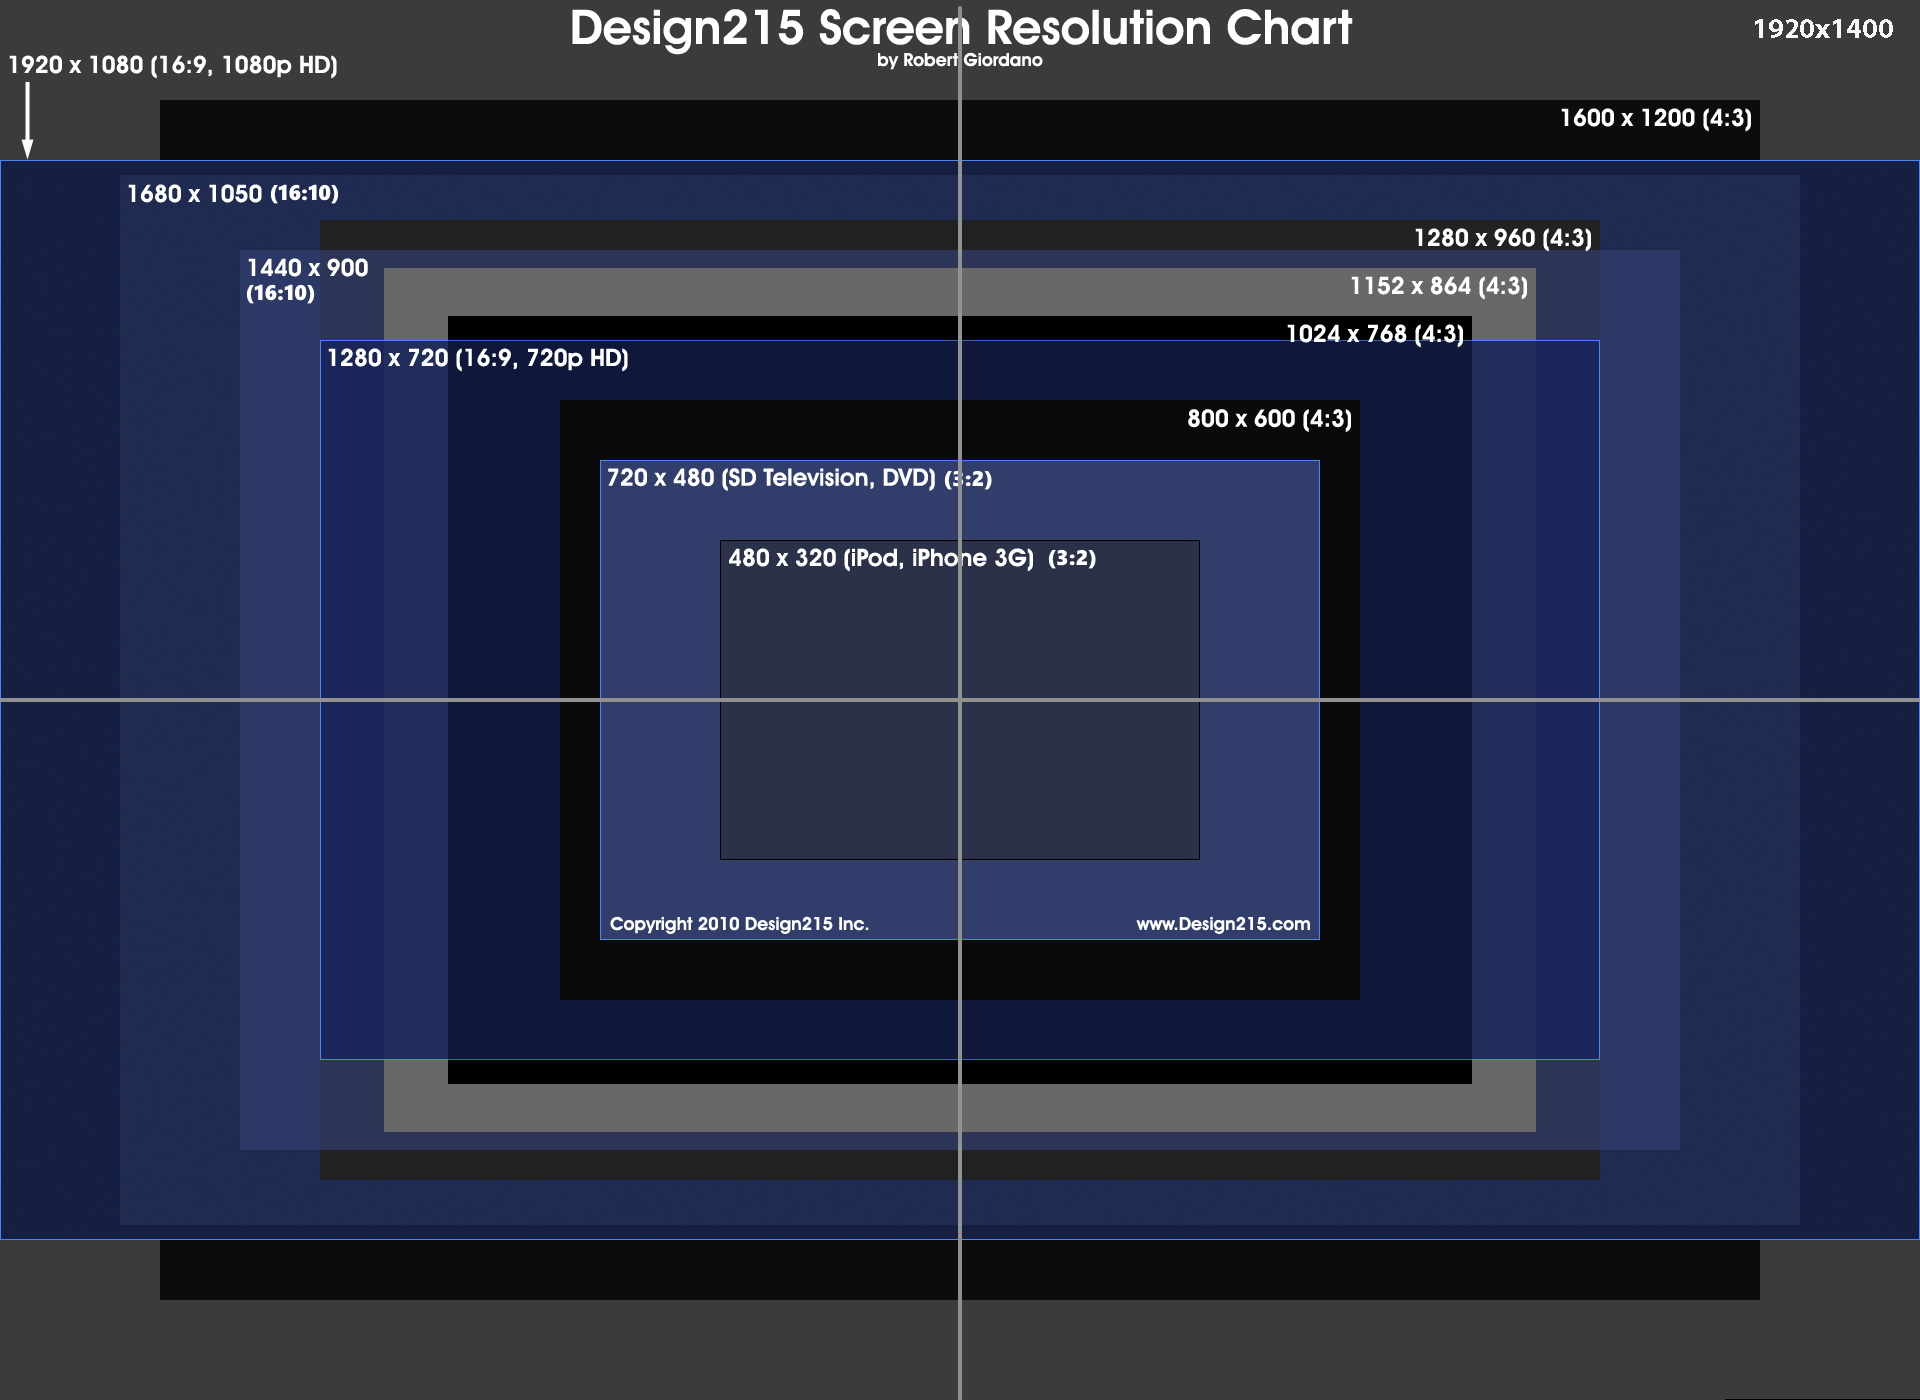 Design215 Screen Resolution Chart
1920x1400
by Robert Giordano
1920 x 1080 (16:9, 1080p HD)
1600 x 1200 (4:3)
1680 x 1050 (16:10)
1280 x 960 (4:3)
1440 x 900
(16:10)
1152 x 864 (4:3)
1024 x 768 (4:3)
1280 x 720 (16:9, 720p HD)
800 x 600 (4:3)
720 x 480 (SD Television, DVD) (3:2)
480 x 320 (iPod, iPhone 3G) (3:2)
Copyright 2010 Design215 Inc.
www.Design215.com